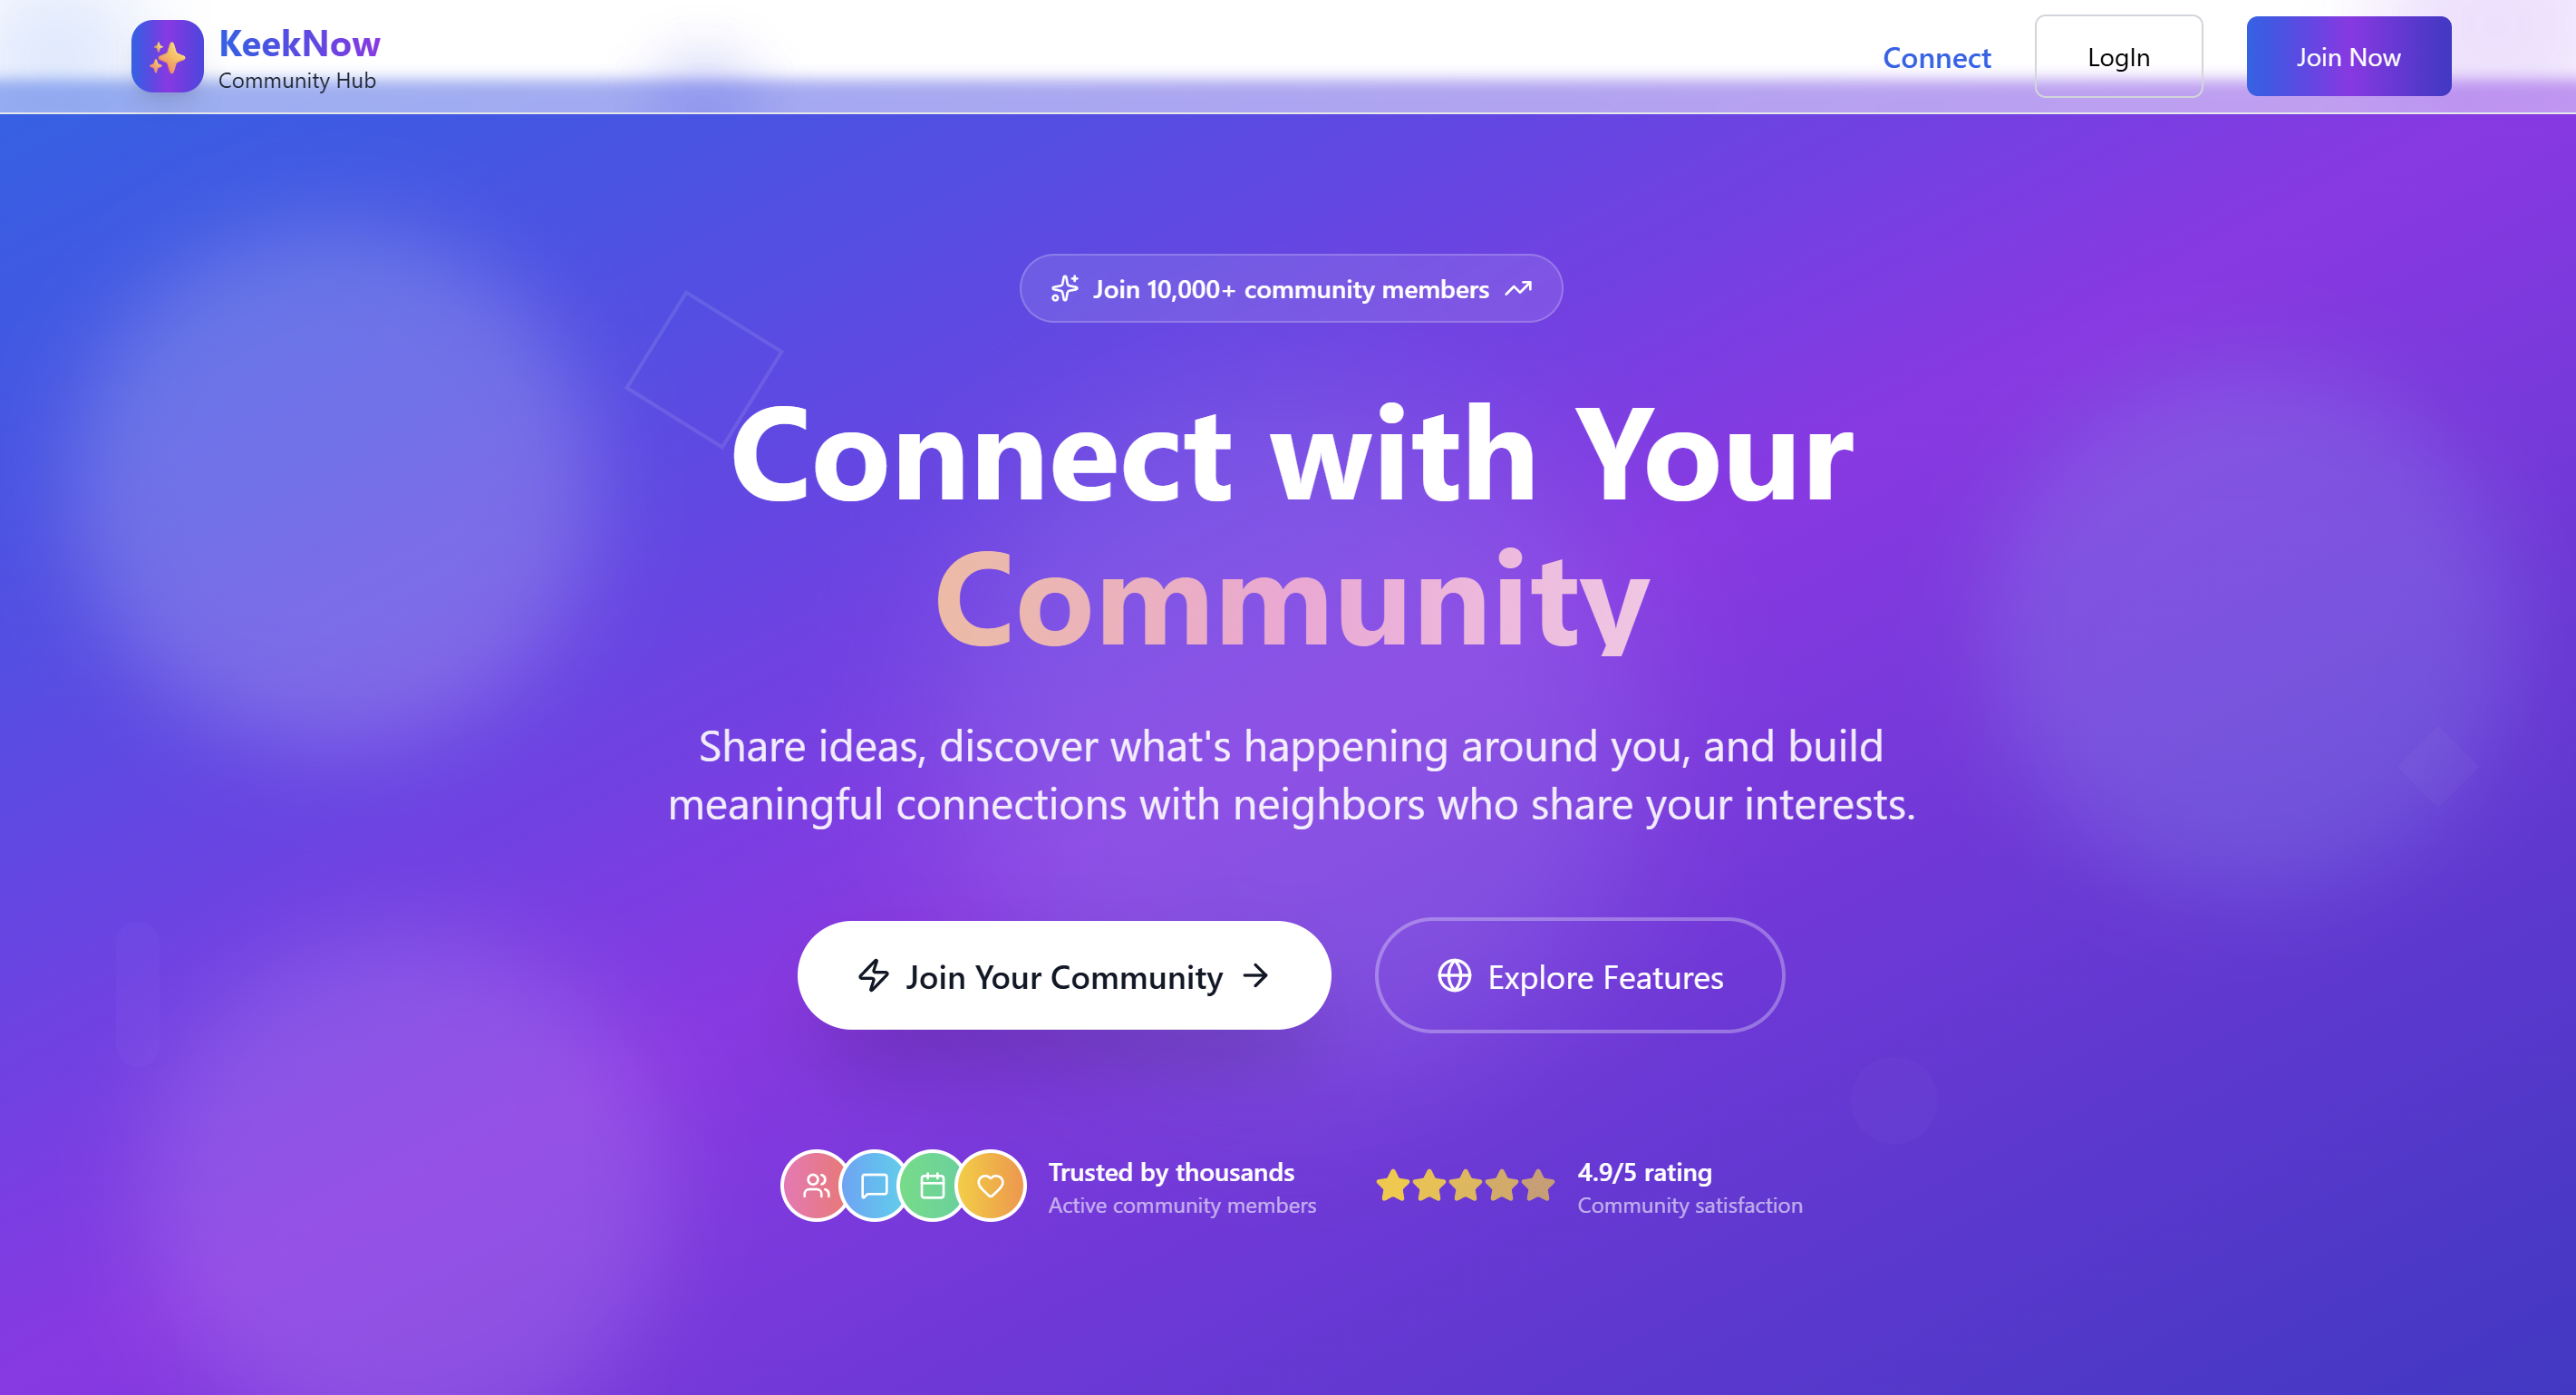 KeekNow
Community Hub
Connect
LogIn
Join Now
Join 10,000+ community members
Connect with Your
Community
Share ideas, discover what's happening around you, and build
meaningful connections with neighbors who share your interests.
Join Your Community
Explore Features
Trusted by thousands
Active community members
4.9/5 rating
Community satisfaction